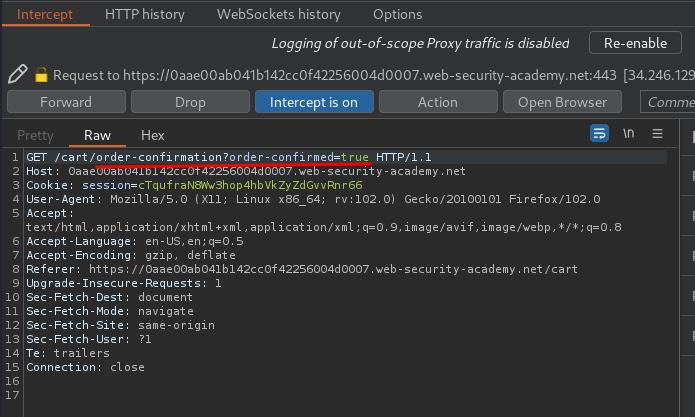 Intercept HTTP history WebSockets history Options
Logging of out-of-scope Proxy traffic is disabled Re-enable
Request to https://0aae00ab041b142cc0f42256004d0007.web-security-academy.net:443 [34.246.129
Forward Drop Intercept is on Action Open Browser Comme
Pretty Raw Hex \n
1 GET /cart/order-confirmation?order-confirmed=true HTTP/1.1
2 Host: 0aae00ab041b142cc0f42256004d0007.web-security-academy.net
3 Cookie: session=cTqufraN8Ww3hop4hbVkZyZdGvvRnr66
4 User-Agent: Mozilla/5.0 (X11; Linux x86_64; rv:102.0) Gecko/20100101 Firefox/102.0
5 Accept:
text/html,application/xhtml+xml,application/xml;q=0.9,image/avif,image/webp,*/*;q=0.8
6 Accept-Language: en-US,en;q=0.5
7 Accept-Encoding: gzip, deflate
8 Referer: https://0aae00ab041b142cc0f42256004d0007.web-security-academy.net/cart
9 Upgrade-Insecure-Requests: 1
10 Sec-Fetch-Dest: document
11 Sec-Fetch-Mode: navigate
12 Sec-Fetch-Site: same-origin
13 Sec-Fetch-User: ?1
14 Te: trailers
15 Connection: close
16
17